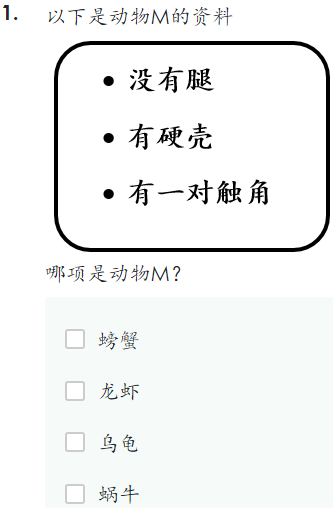 1. 以下是动物M的资料
• 没有腿
• 有硬壳
• 有一对触角
哪项是动物M?
螃蟹
龙虾
乌龟
蜗牛